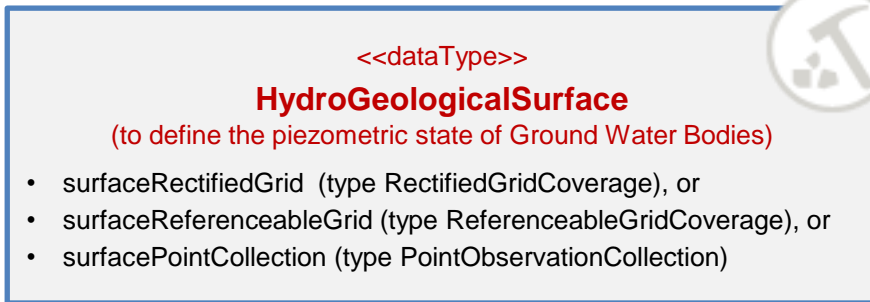 <<dataType>>
HydroGeologicalSurface
(to define the piezometric state of Ground Water Bodies)
• surfaceRectifiedGrid (type RectifiedGridCoverage), or
• surfaceReferenceableGrid (type ReferenceableGridCoverage), or
• surfacePointCollection (type PointObservationCollection)